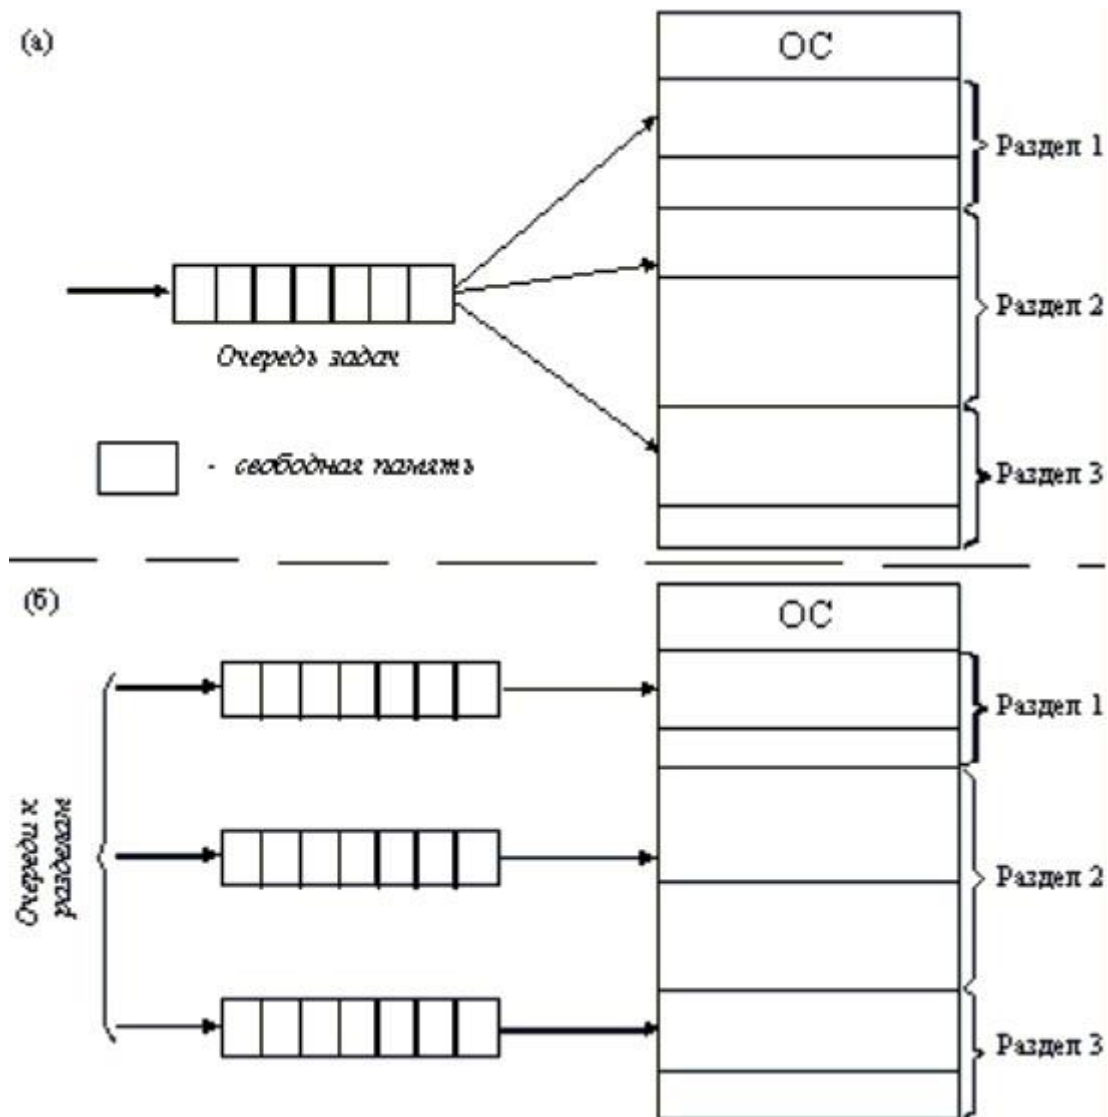 (а)
ОС
Раздел 1
Раздел 2
Очередь задач
- свободная память
Раздел 3
(б)
ОС
Раздел 1
Очереди к
разделам
Раздел 2
Раздел 3